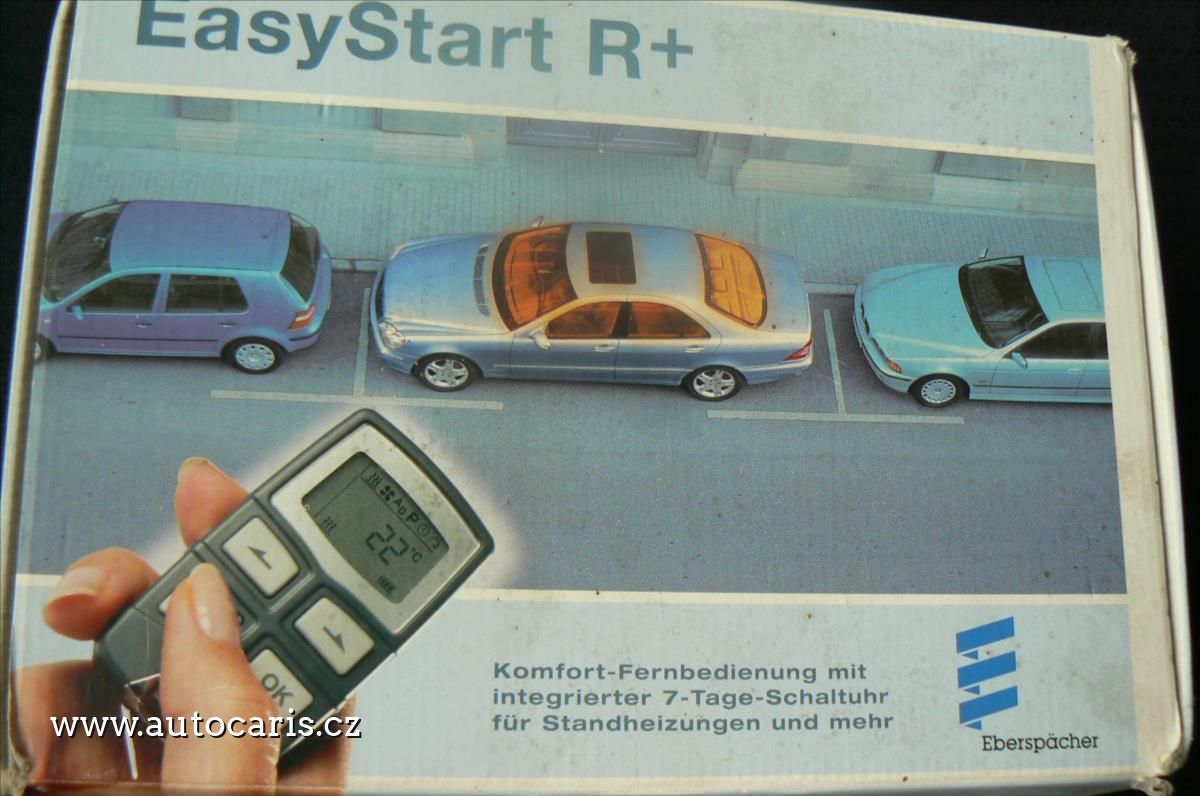 EasyStart R+
A D P
22 °C
OK
Komfort-Fernbedienung mit
integrierter 7-Tage-Schaltuhr
für Standheizungen und mehr
Eberspächer
www.autocaris.cz